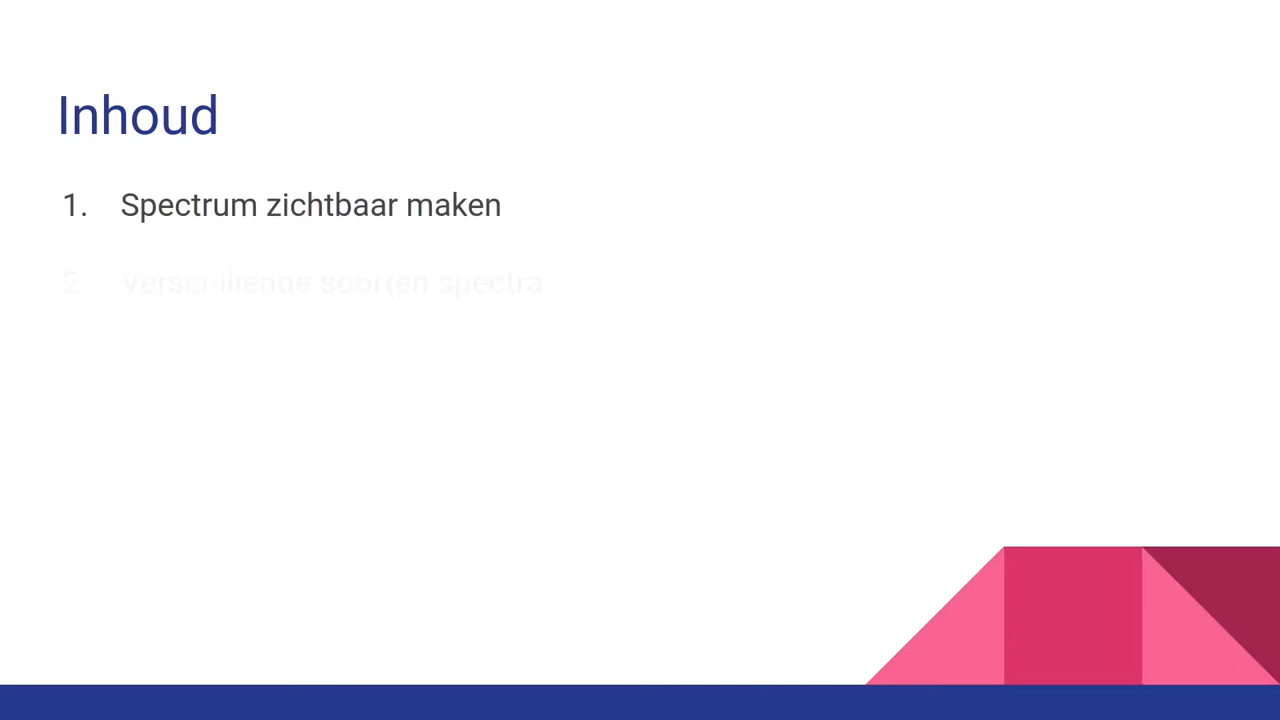 Inhoud
1. Spectrum zichtbaar maken
2. Verschillende soorten spectra